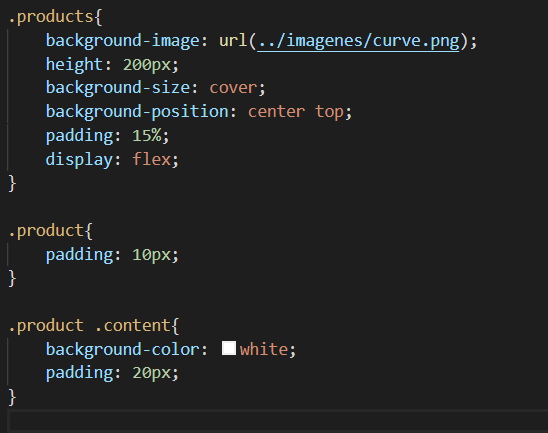 .products{
    background-image: url(../imagenes/curve.png);
    height: 200px;
    background-size: cover;
    background-position: center top;
    padding: 15%;
    display: flex;
}

.product{
    padding: 10px;
}

.product .content{
    background-color: white;
    padding: 20px;
}